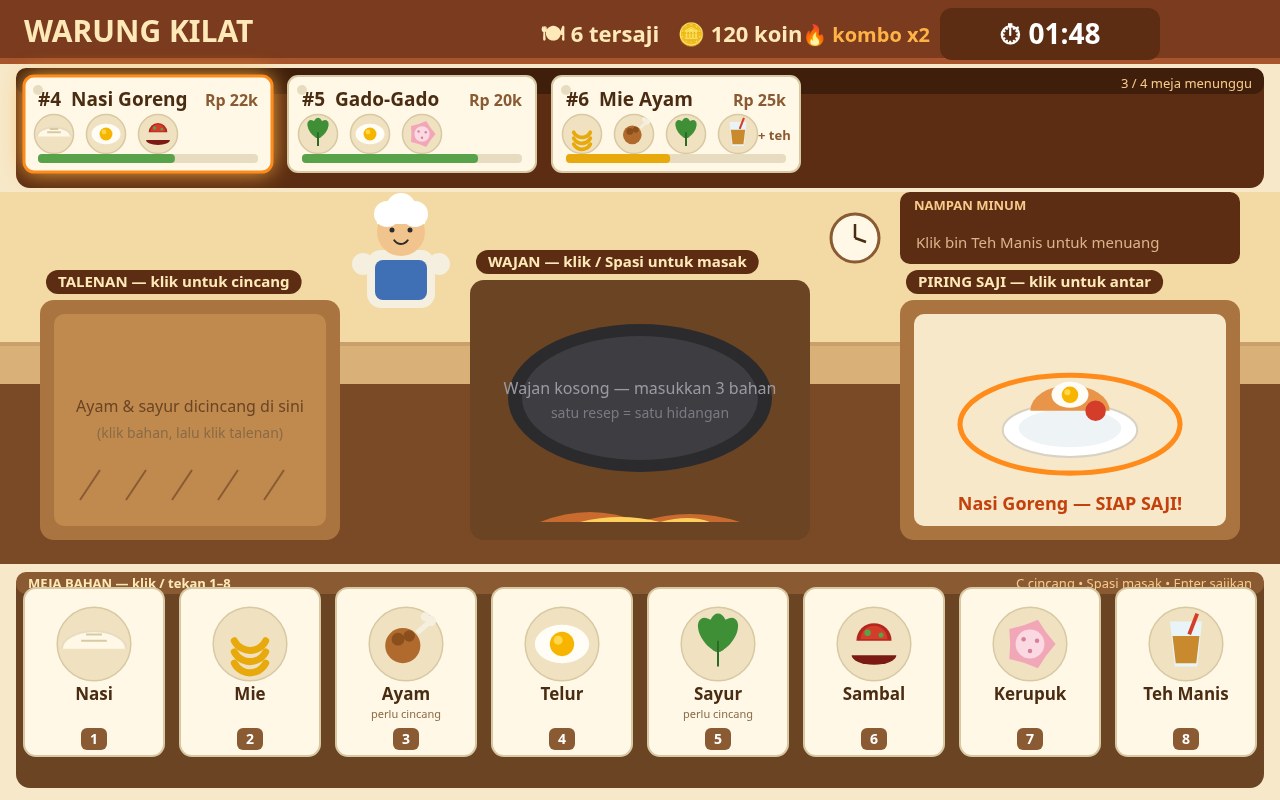 WARUNG KILAT
🍽 6 tersaji 🪙 120 koin 🔥 kombo x2
⏱ 01:48
3 / 4 meja menunggu
#4 Nasi Goreng Rp 22k
#5 Gado-Gado Rp 20k
#6 Mie Ayam Rp 25k
+ teh
NAMPAN MINUM
Klik bin Teh Manis untuk menuang
TALENAN — klik untuk cincang
WAJAN — klik / Spasi untuk masak
PIRING SAJI — klik untuk antar
Ayam & sayur dicincang di sini
(klik bahan, lalu klik talenan)
Wajan kosong — masukkan 3 bahan
satu resep = satu hidangan
Nasi Goreng — SIAP SAJI!
MEJA BAHAN — klik / tekan 1–8
C cincang • Spasi masak • Enter sajikan
Nasi
1
Mie
2
Ayam
perlu cincang
3
Telur
4
Sayur
perlu cincang
5
Sambal
6
Kerupuk
7
Teh Manis
8